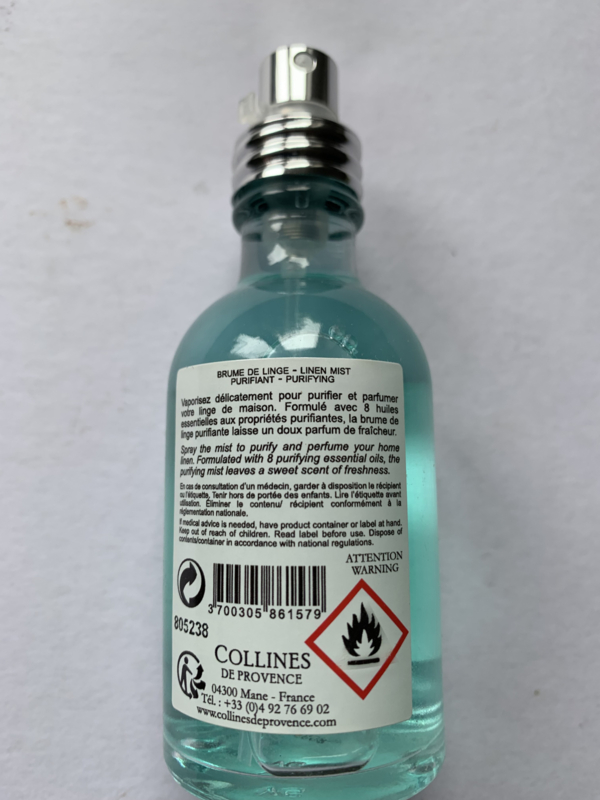 BRUME DE LINGE - LINEN MIST
PURIFIANT - PURIFYING
Vaporisez délicatement pour purifier et parfumer
votre linge de maison. Formulé avec 8 huiles
essentielles aux propriétés purifiantes, la brume de
linge purifiante laisse un doux parfum de fraîcheur.
Spray the mist to purify and perfume your home
linen. Formulated with 8 purifying essential oils, the
purifying mist leaves a sweet scent of freshness.
En cas de consultation d'un médecin, garder à disposition le récipient
ou l'étiquette, Tenir hors de portée des enfants. Lire l'étiquette avant
utilisation. Éliminer le contenu/ récipient conformément à la
réglementation nationale.
If medical advice is needed, have product container or label at hand.
Keep out of reach of children. Read label before use. Dispose of
contents/container in accordance with national regulations.
ATTENTION
WARNING
3700305 861579
805238
COLLINES
DE PROVENCE
04300 Mane - France
Tél. : +33 (0)4 92 76 69 02
www.collinesdeprovence.com